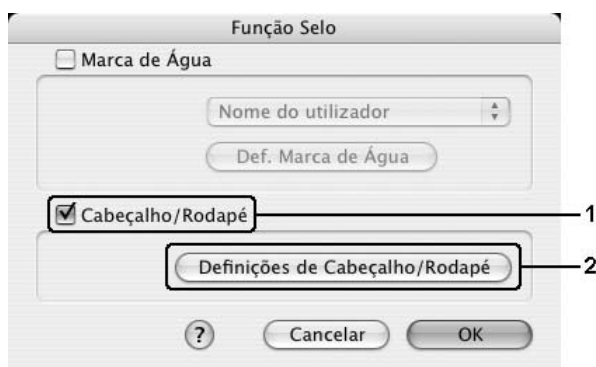 Função Selo
Marca de Água
Nome do utilizador
Def. Marca de Água
Cabeçalho/Rodapé 1
Definições de Cabeçalho/Rodapé 2
? Cancelar OK